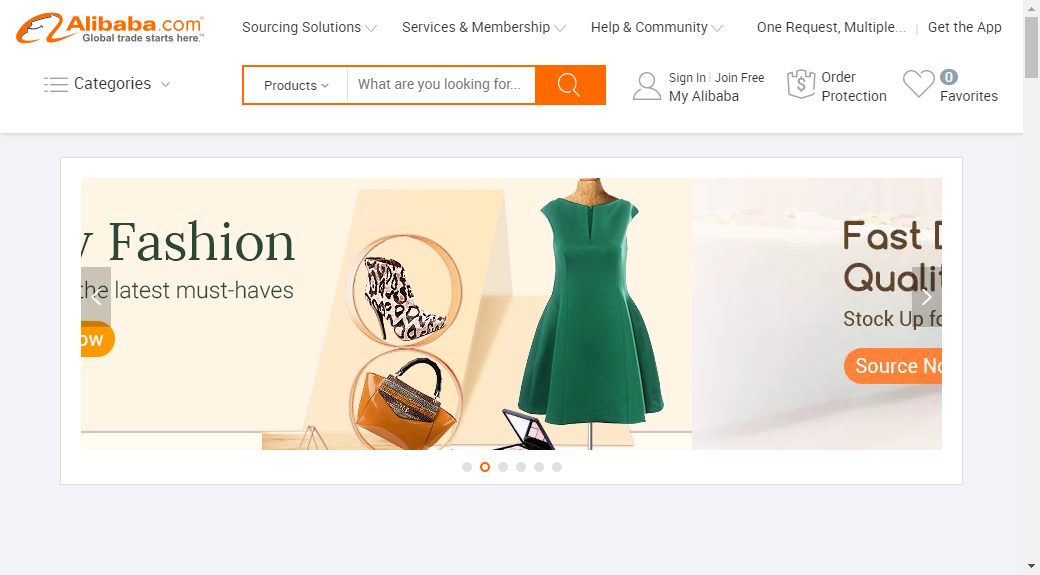 Alibaba.com
Global trade starts here.™
Sourcing Solutions
Services & Membership
Help & Community
One Request, Multiple...
Get the App
Categories
Products
What are you looking for...
Sign In
Join Free
My Alibaba
Order
Protection
0
Favorites
y Fashion
the latest must-haves
ow
Fast D
Qualit
Stock Up fo
Source No